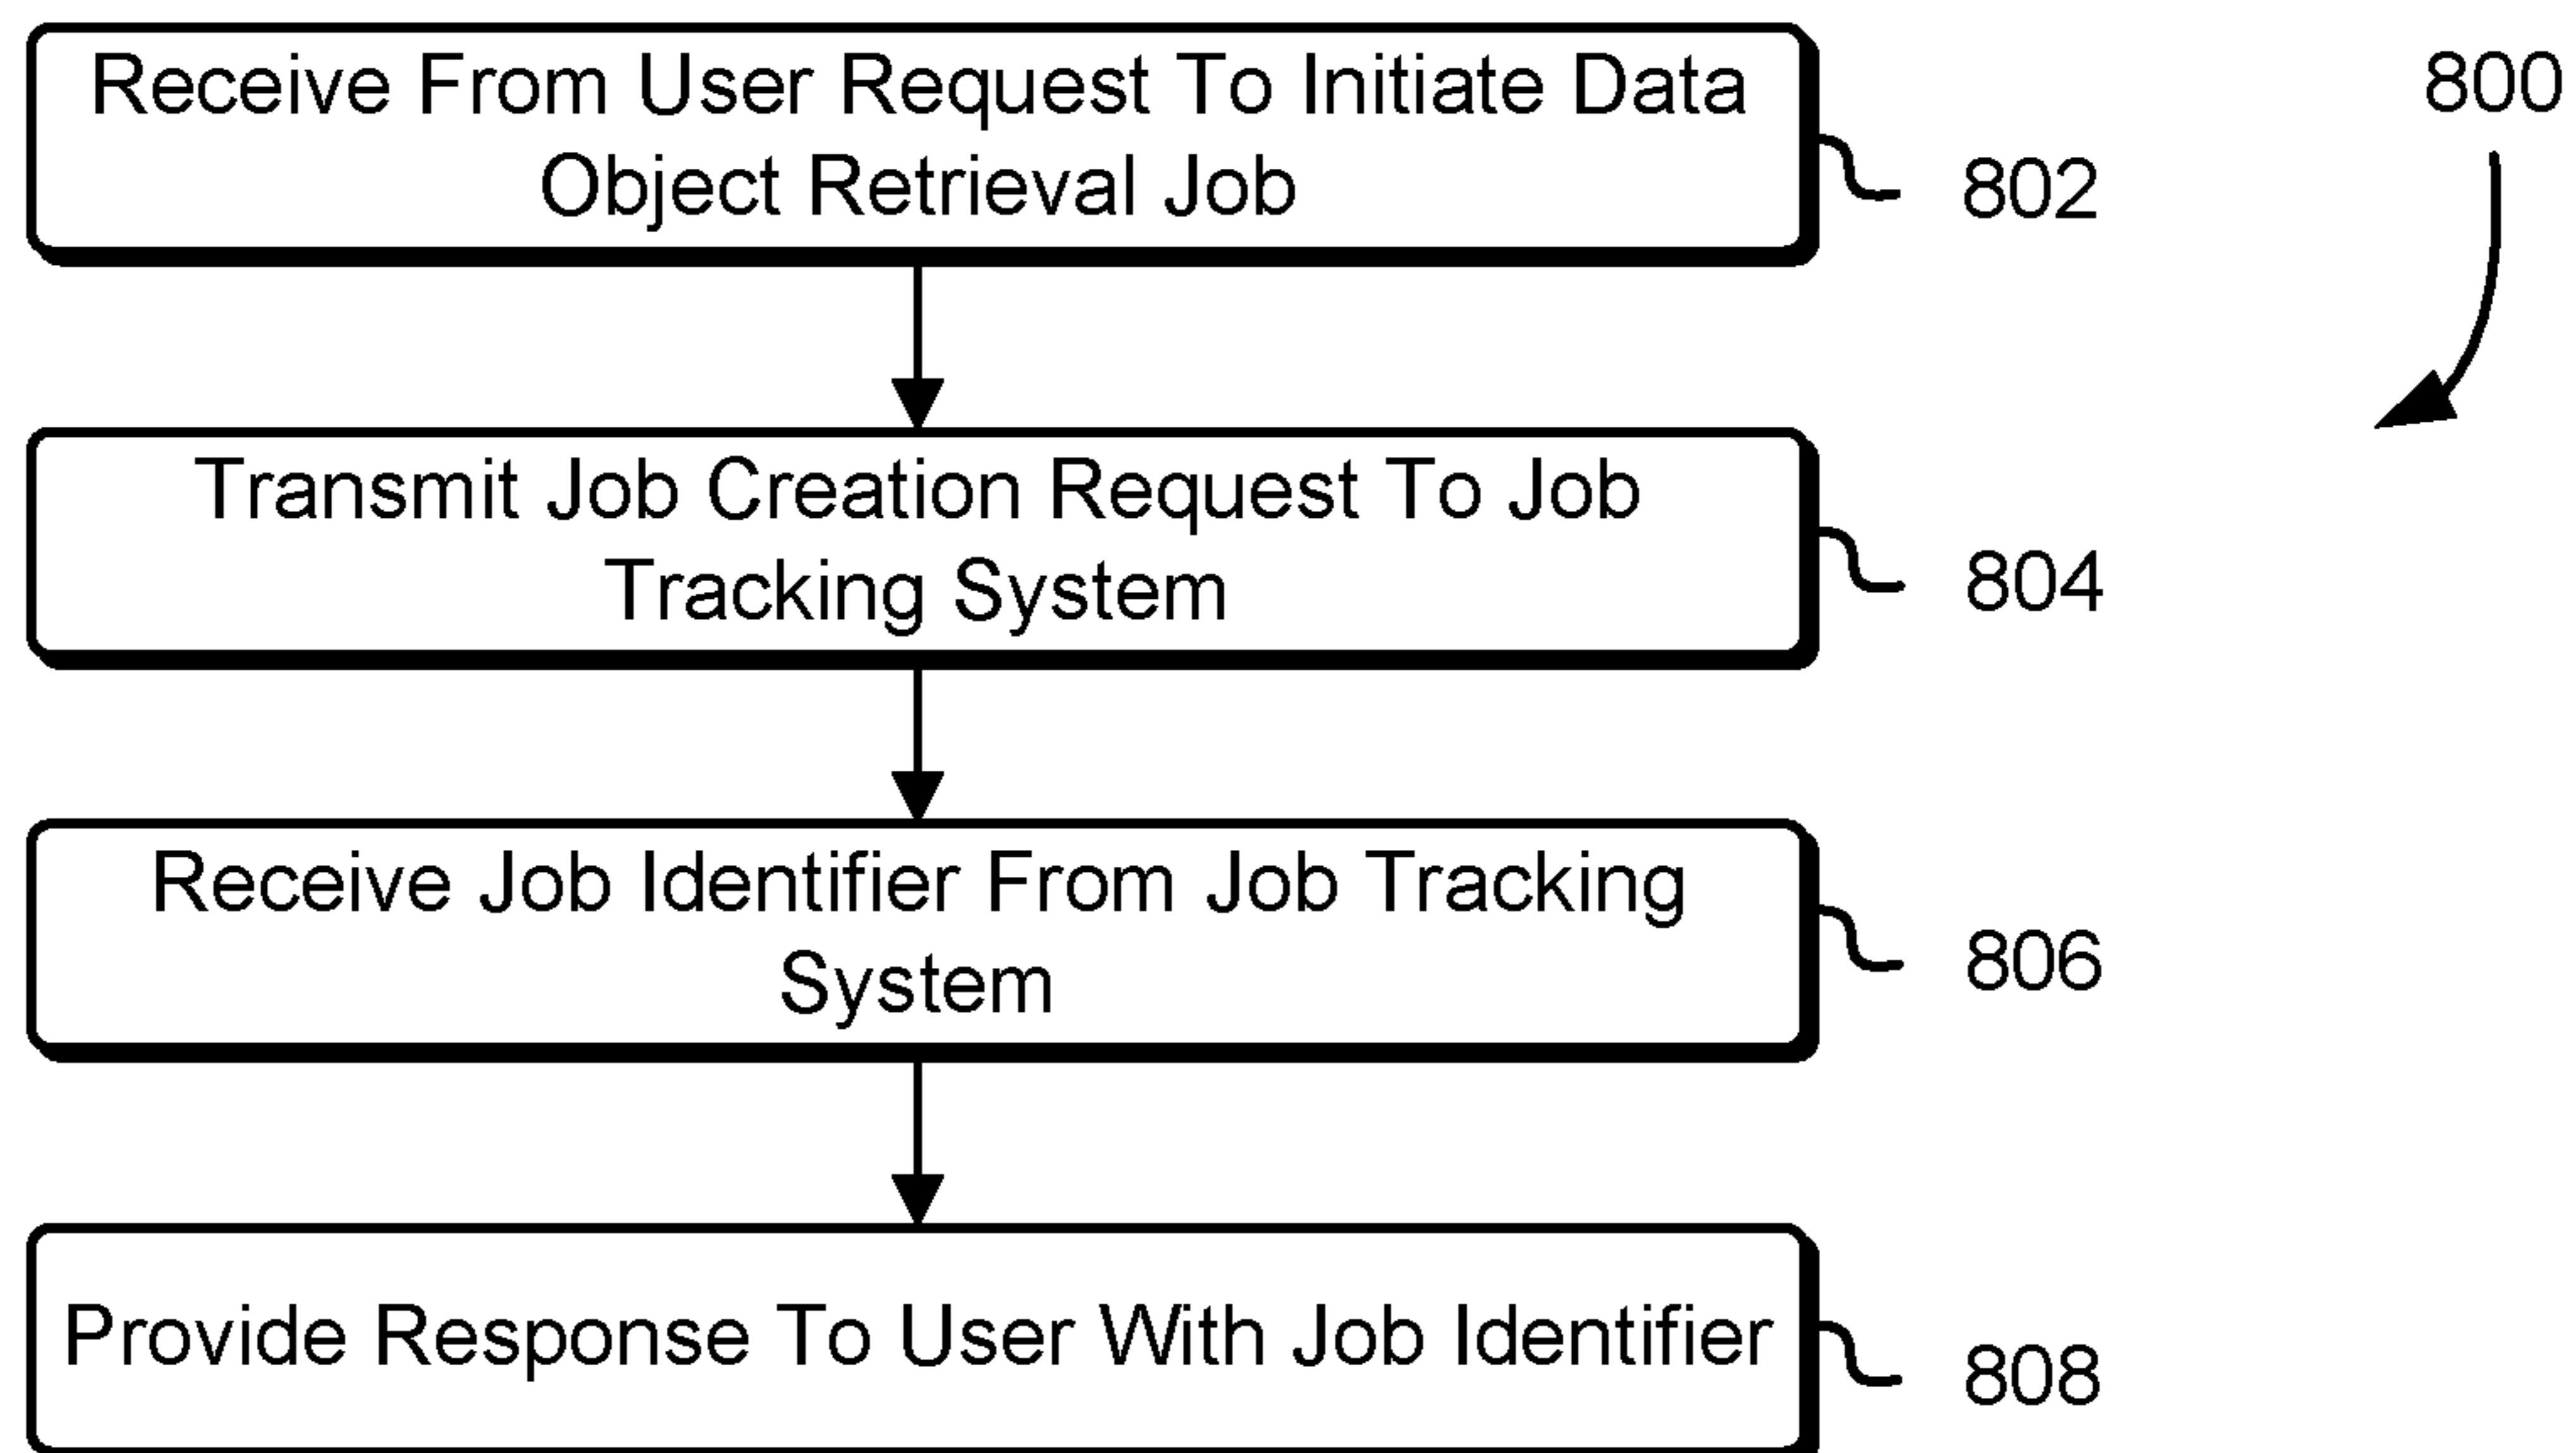 Receive From User Request To Initiate Data
Object Retrieval Job
800
802
Transmit Job Creation Request To Job
Tracking System
804
Receive Job Identifier From Job Tracking
System
806
Provide Response To User With Job Identifier
808